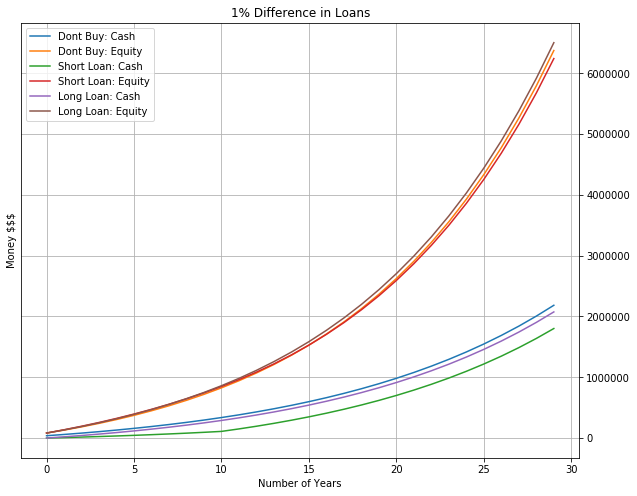 1% Difference in Loans
Dont Buy: Cash
Dont Buy: Equity
Short Loan: Cash
Short Loan: Equity
Long Loan: Cash
Long Loan: Equity
6000000
5000000
4000000
3000000
2000000
1000000
0
Money $$$
0 5 10 15 20 25 30
Number of Years